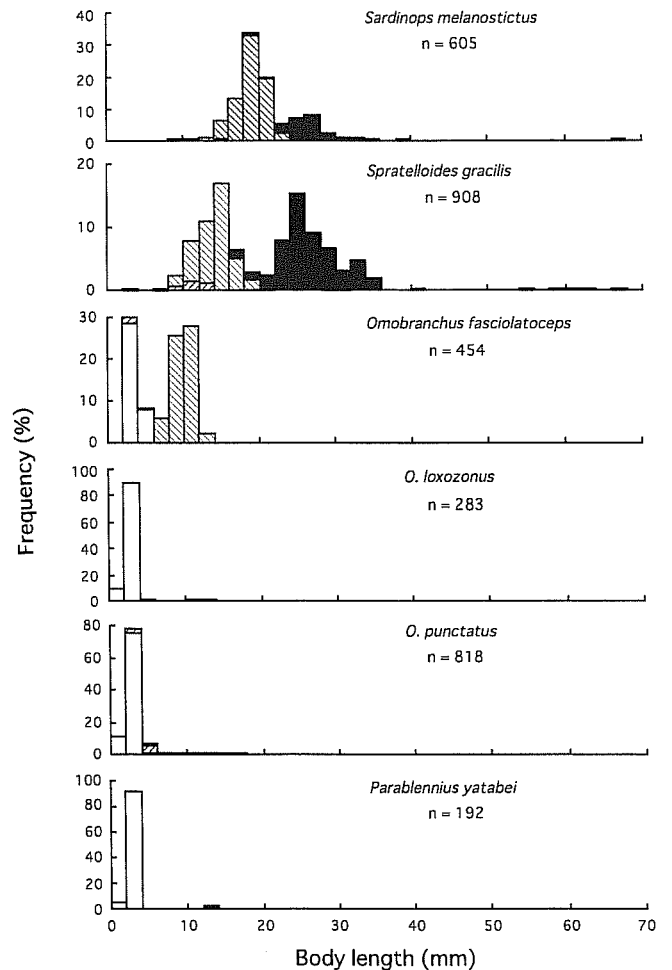 Sardinops melanostictus
n = 605
40
30
20
10
0
Spratelloides gracilis
n = 908
20
10
0
Omobranchus fasciolatoceps
n = 454
30
20
10
0
O. loxozonus
n = 283
100
80
60
40
20
0
O. punctatus
n = 818
80
60
40
20
0
Parablennius yatabei
n = 192
100
80
60
40
20
0
0 10 20 30 40 50 60 70
Frequency (%)
Body length (mm)